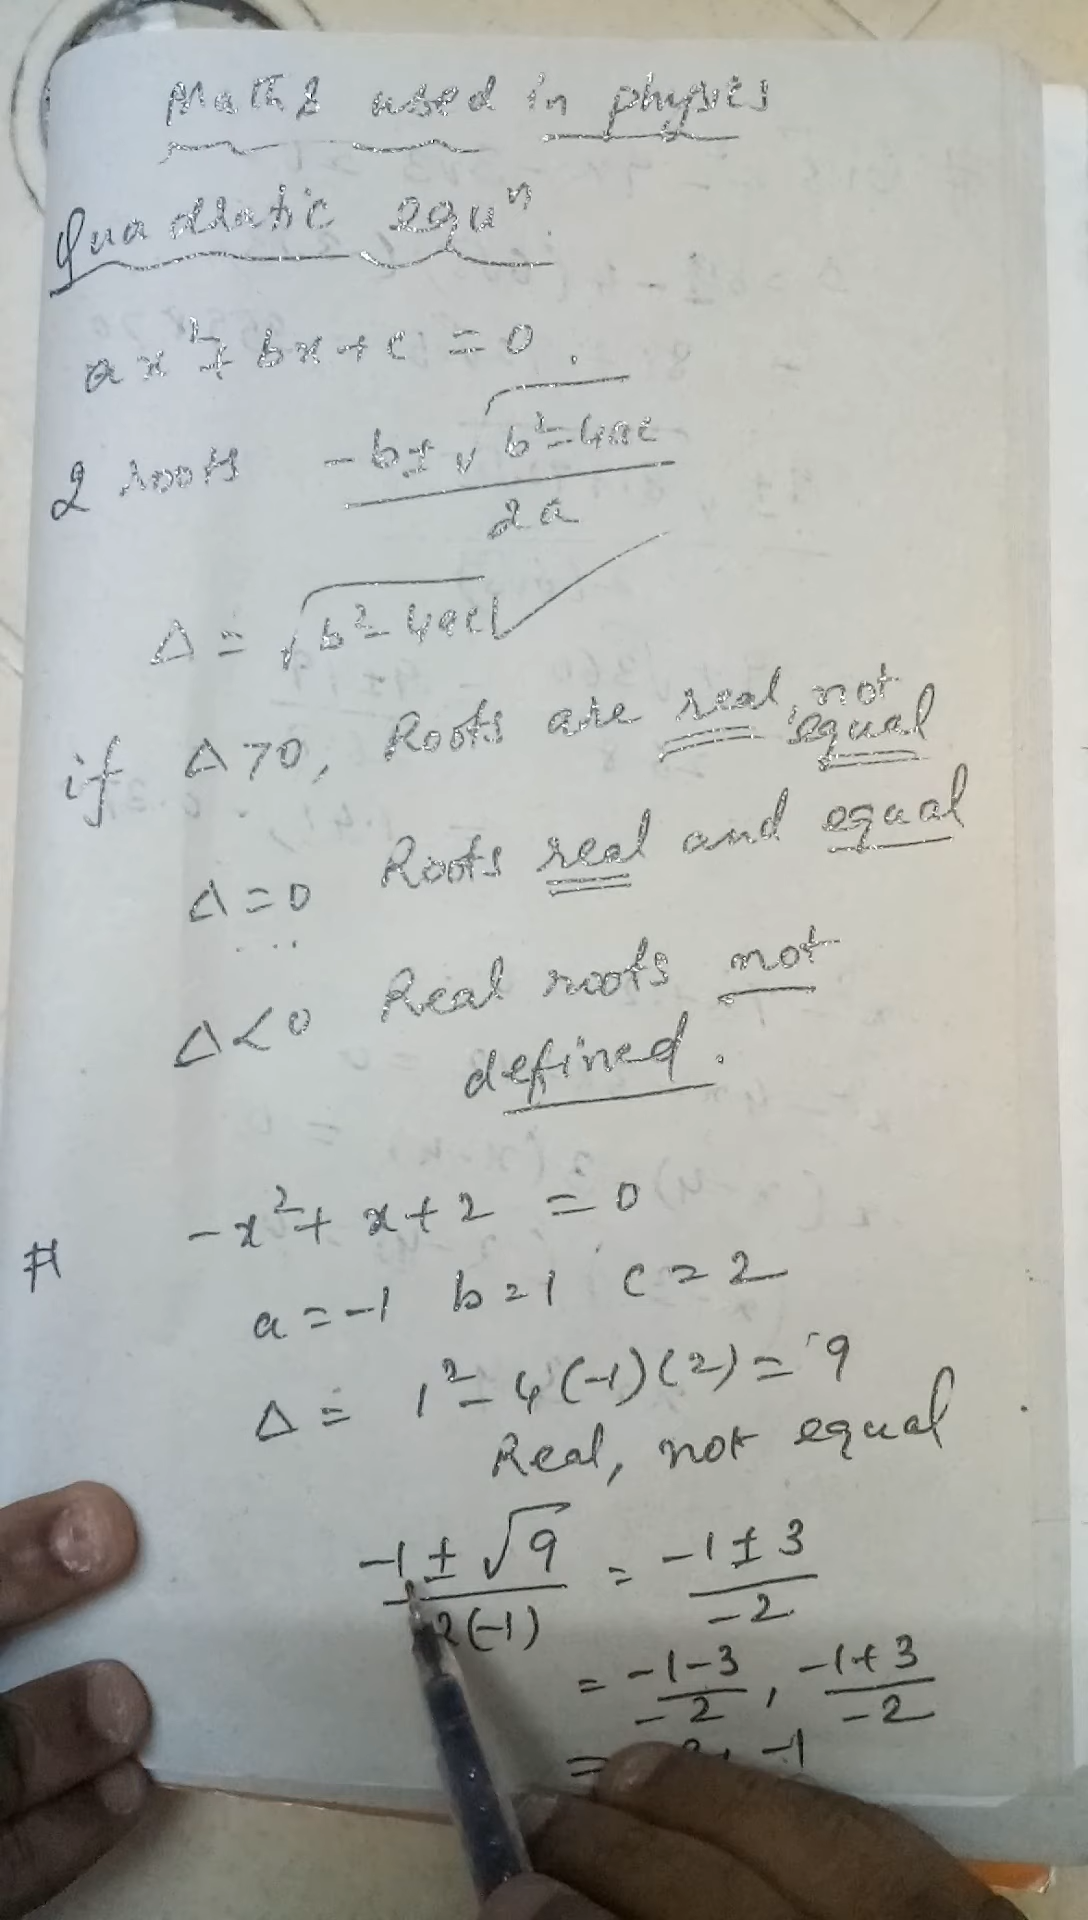 Maths used in physics
Quadratic equⁿ
ax² + bx + c = 0
2 roots -b ± √b² - 4ac / 2a
Δ = √b² - 4ac
if Δ > 0, Roots are real, not equal
Δ = 0 Roots real and equal
Δ < 0 Real roots not
defined.
# -x² + x + 2 = 0
a = -1 b = 1 c = 2
Δ = 1² - 4(-1)(2) = 9
Real, not equal
-1 ± √9 / 2(-1) = -1 ± 3 / -2
= -1-3 / -2, -1+3 / -2
= -1